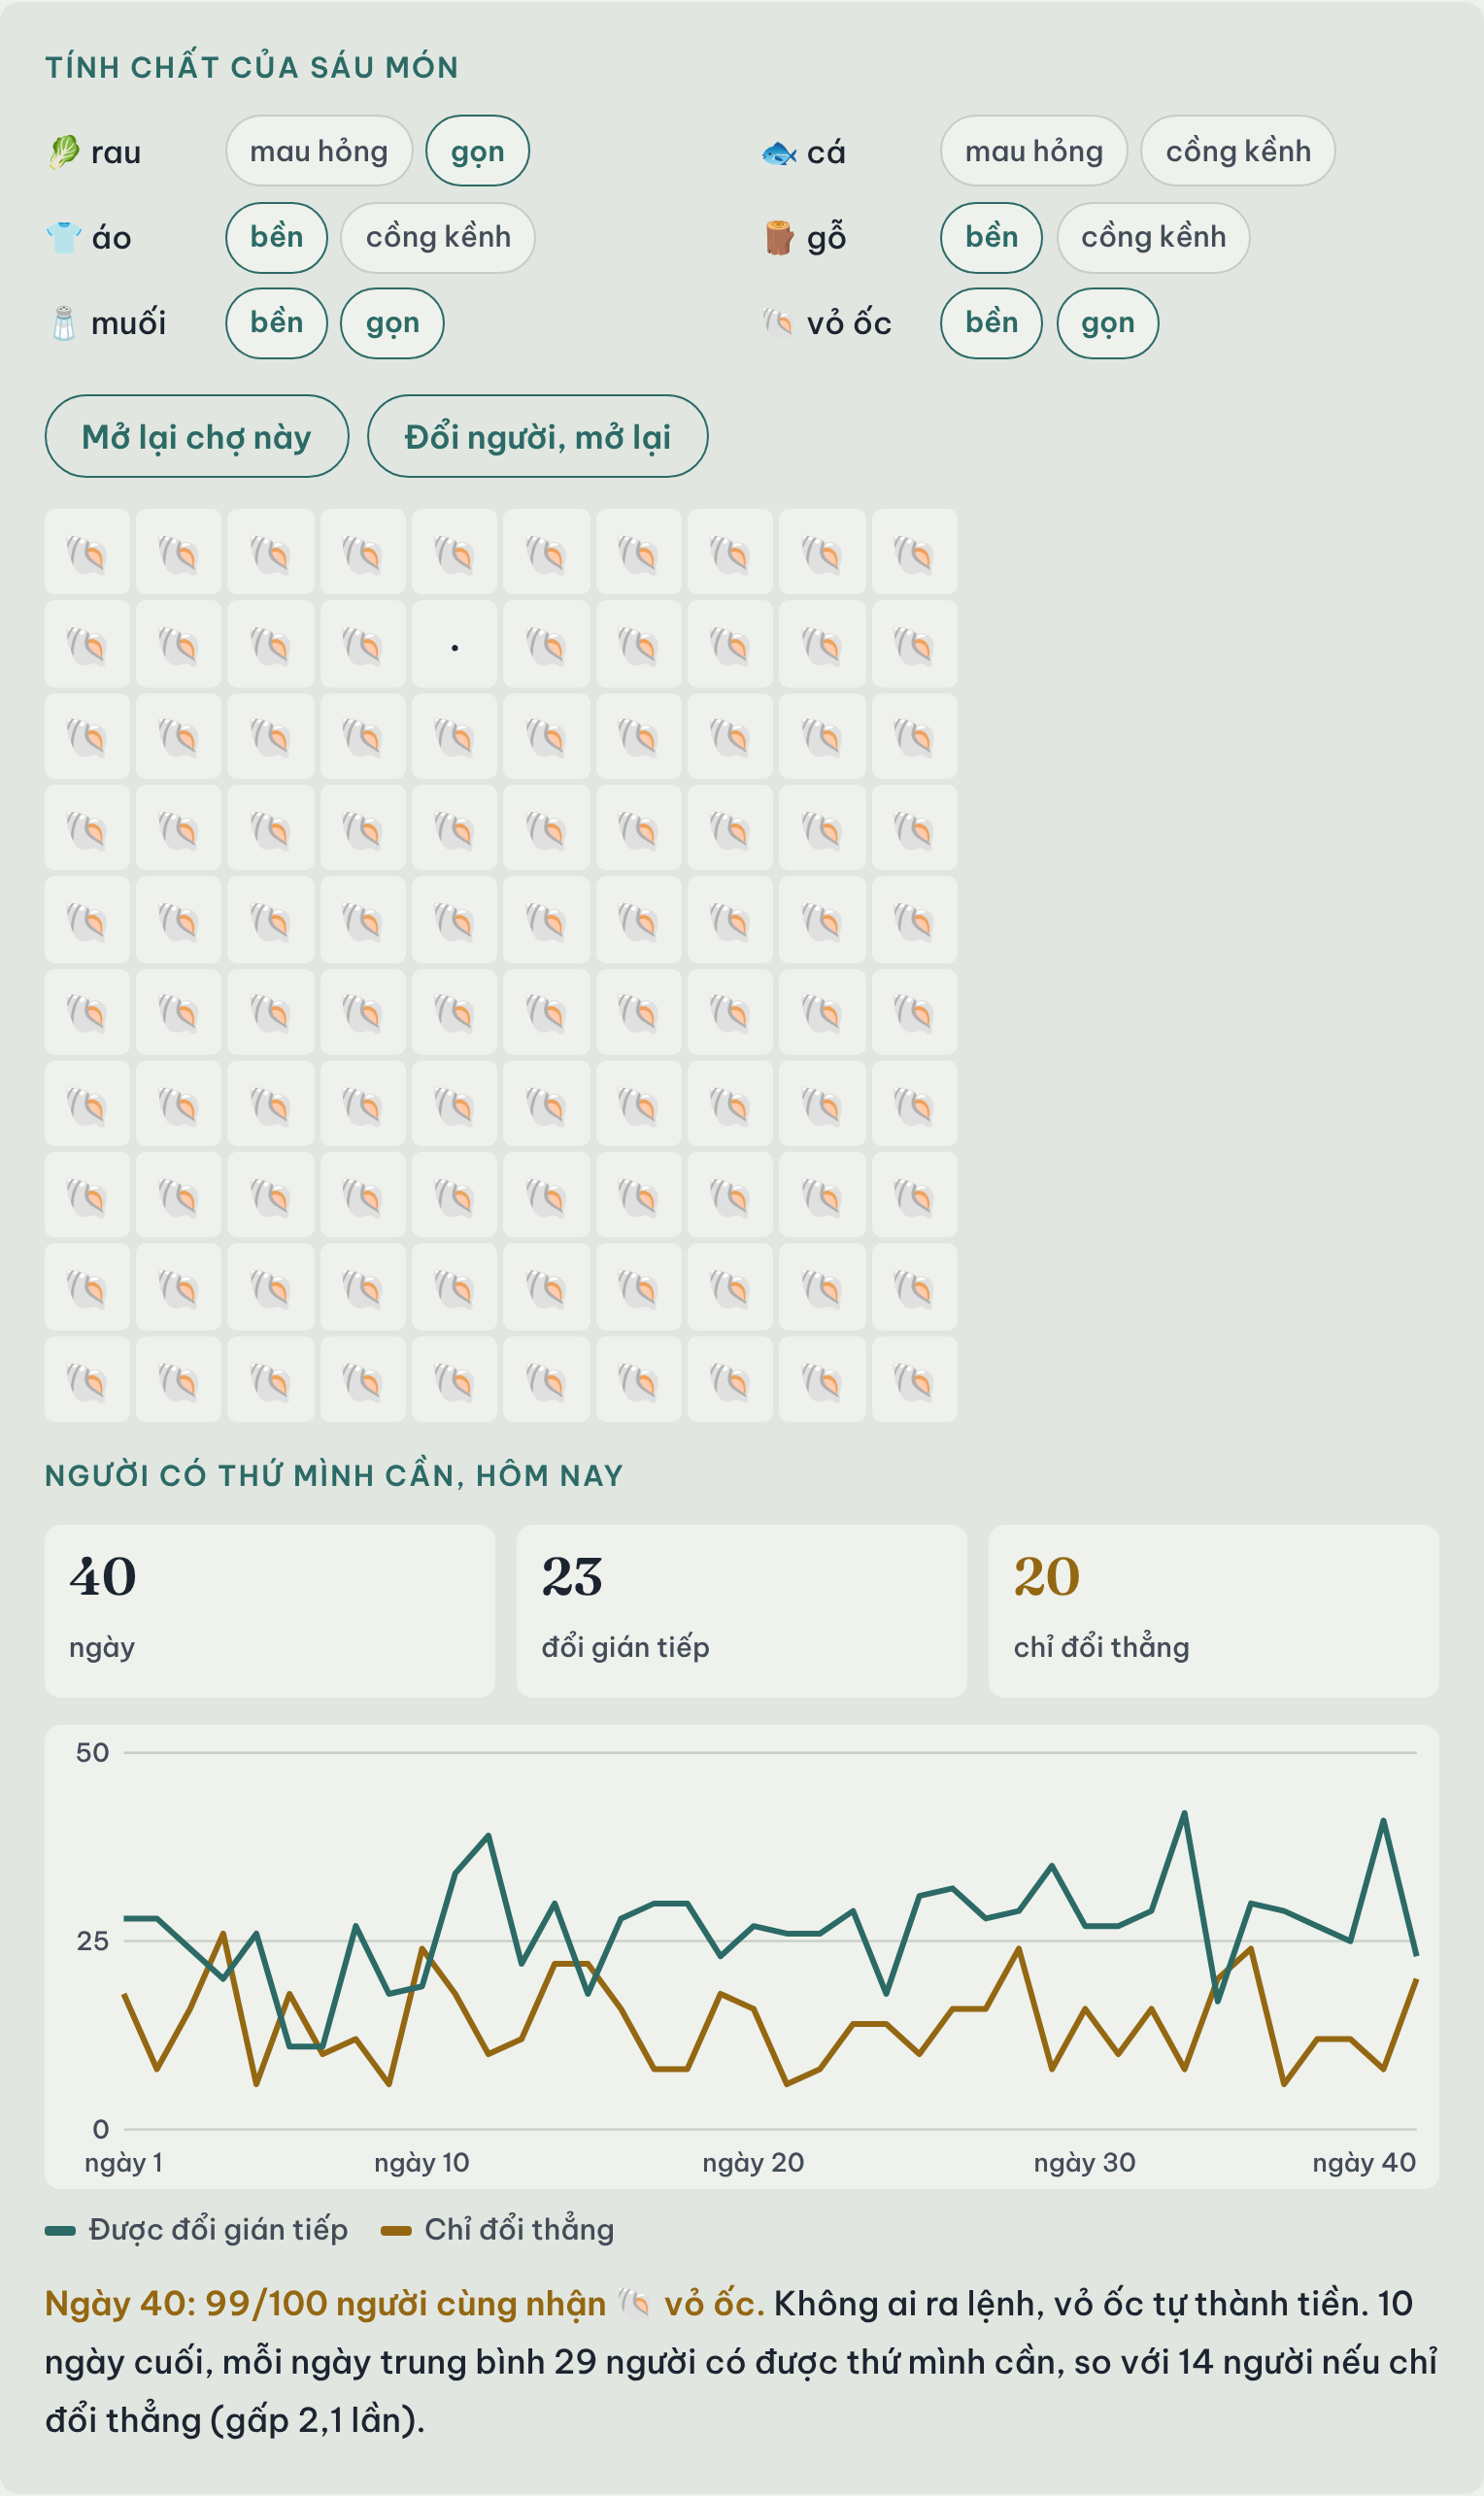 TÍNH CHẤT CỦA SÁU MÓN
rau mau hỏng gọn
cá mau hỏng cồng kềnh
áo bền cồng kềnh
gỗ bền cồng kềnh
muối bền gọn
vỏ ốc bền gọn
Mở lại chợ này Đổi người, mở lại
NGƯỜI CÓ THỨ MÌNH CẦN, HÔM NAY
40
ngày
23
đổi gián tiếp
20
chỉ đổi thẳng
50
25
0
ngày 1 ngày 10 ngày 20 ngày 30 ngày 40
Được đổi gián tiếp Chỉ đổi thẳng
Ngày 40: 99/100 người cùng nhận 🐚 vỏ ốc. Không ai ra lệnh, vỏ ốc tự thành tiền. 10
ngày cuối, mỗi ngày trung bình 29 người có được thứ mình cần, so với 14 người nếu chỉ
đổi thẳng (gấp 2,1 lần).